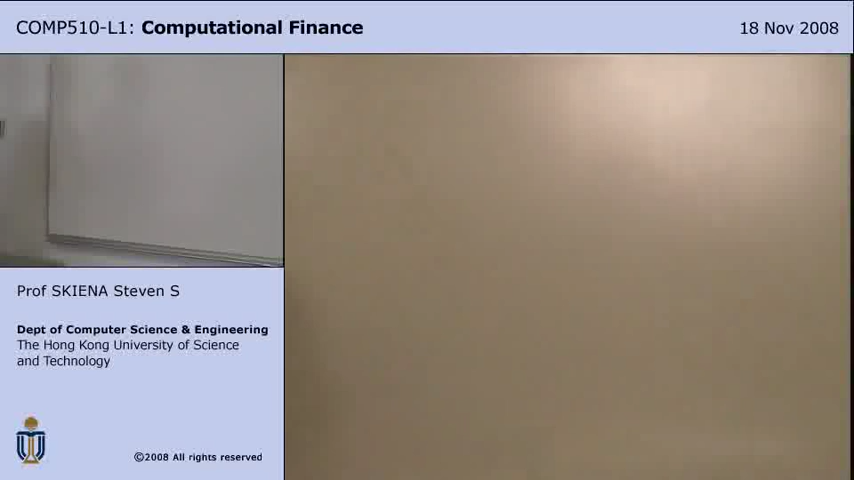 COMP510-L1: Computational Finance
18 Nov 2008
Prof SKIENA Steven S
Dept of Computer Science & Engineering
The Hong Kong University of Science
and Technology
©2008 All rights reserved